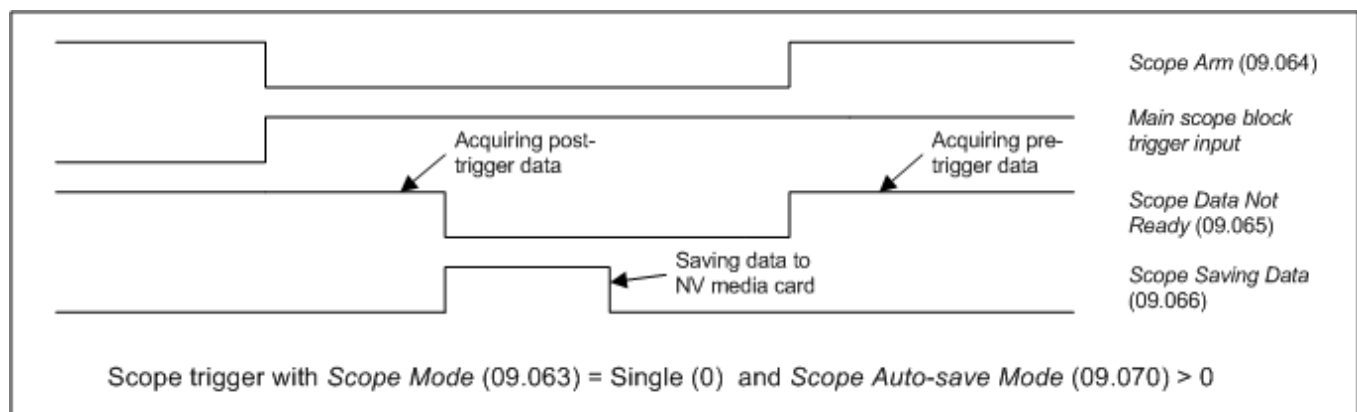 Scope Arm (09.064)
Main scope block
trigger input
Acquiring post-
trigger data
Acquiring pre-
trigger data
Scope Data Not
Ready (09.065)
Saving data to
NV media card
Scope Saving Data
(09.066)
Scope trigger with Scope Mode (09.063) = Single (0) and Scope Auto-save Mode (09.070) > 0